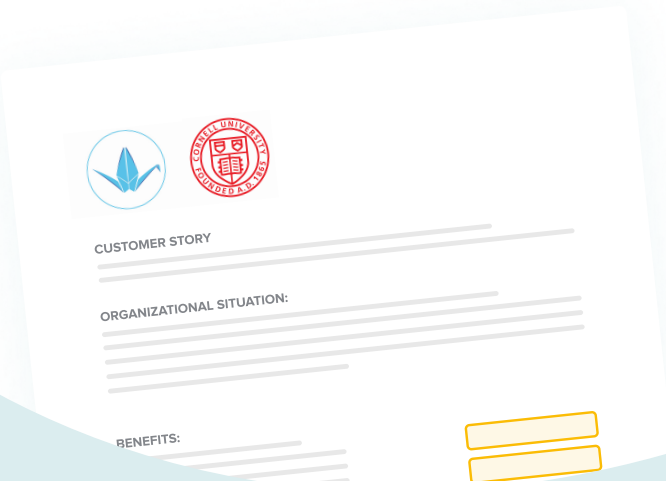 CORNELL UNIVERSITY
FOUNDED A.D. 1865
CUSTOMER STORY
ORGANIZATIONAL SITUATION:
BENEFITS: